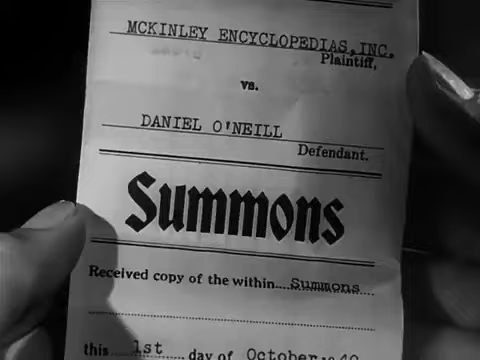 MCKINLEY ENCYCLOPEDIAS, INC.
Plaintiff,
vs.
DANIEL O'NEILL
Defendant.
Summons
Received copy of the within....Summons
this 1st day of October